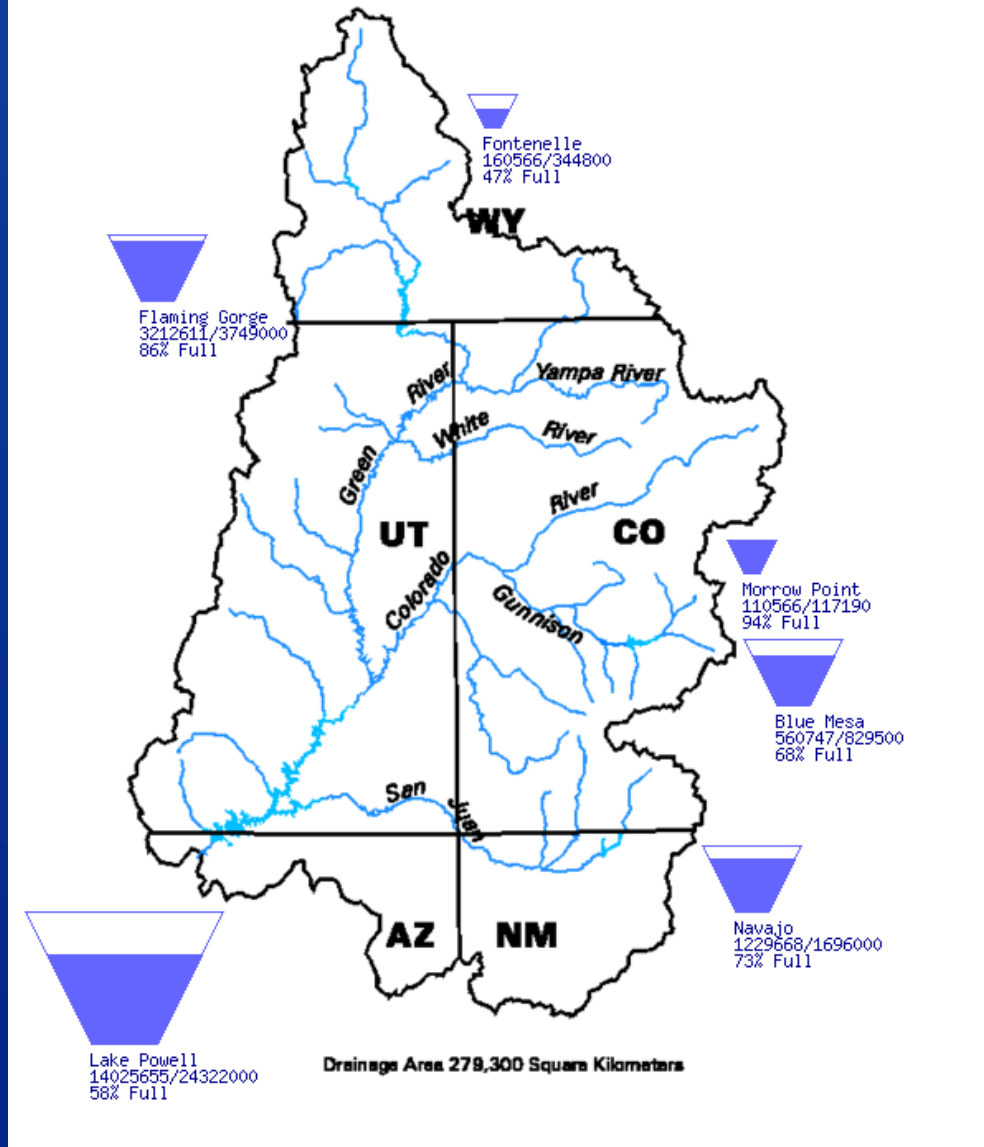 Fontenelle
160566/344800
47% Full
WY
Flaming Gorge
3212611/3749000
86% Full
River
Yampa River
White
River
Green
River
UT
CO
Colorado
Gunnison
Morrow Point
110566/117190
94% Full
Blue Mesa
560747/829500
68% Full
San
Juan
Navajo
1229668/1696000
73% Full
AZ
NM
Lake Powell
14025655/24322000
58% Full
Drainage Area 279,300 Square Kilometers